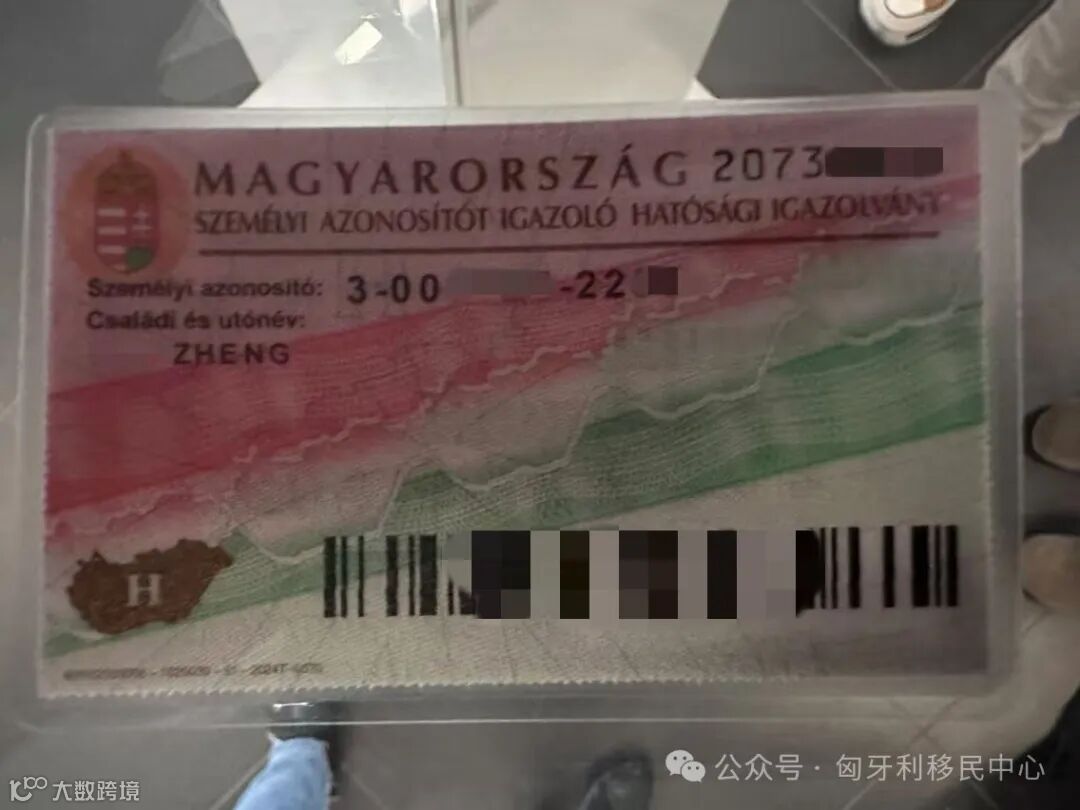 MAGYARORSZÁG 2073
SZEMÉLYI AZONOSÍTÓT IGAZOLÓ HATÓSÁGI IGAZOLVÁNY
Személyi azonosító: 3-00 -22
Családi és utónév:
ZHENG
H
公众号 · 匈牙利移民中心
大数跨境